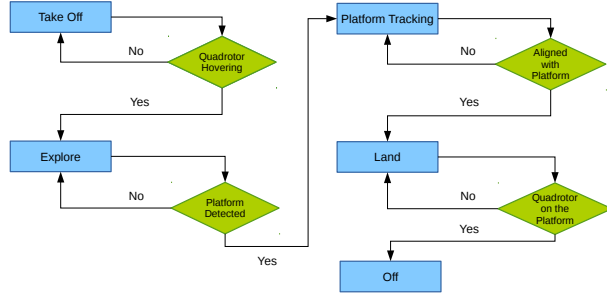 Take Off
No
Quadrotor
Hovering
Yes
Explore
No
Platform
Detected
Yes
Platform Tracking
No
Aligned
with
Platform
Yes
Land
No
Quadrotor
on the
Platform
Yes
Off